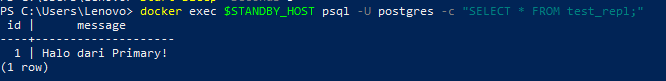 PS C:\Users\Lenovo> docker exec $STANDBY_HOST psql -U postgres -c "SELECT * FROM test_repl;"
 id |      message
----+--------------------
  1 | Halo dari Primary!
(1 row)